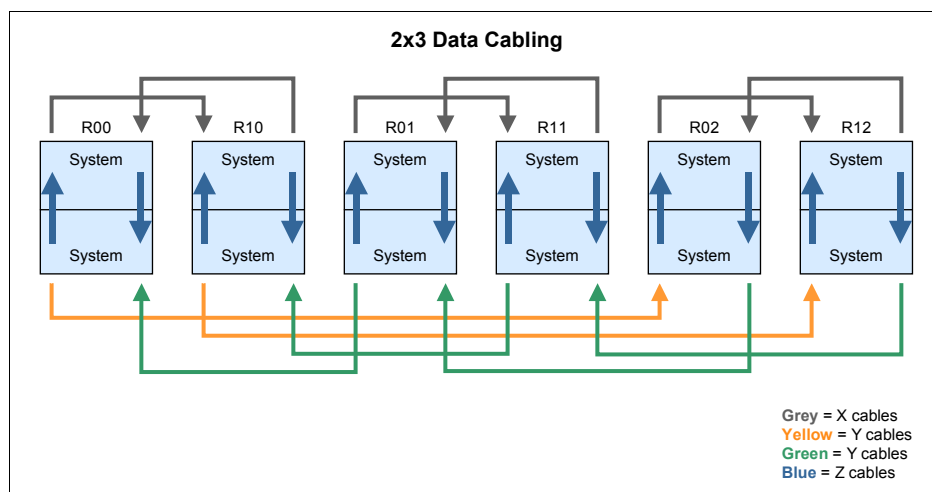 2x3 Data Cabling
R00 R10 R01 R11 R02 R12
System System System System System System
System System System System System System
Grey = X cables
Yellow = Y cables
Green = Y cables
Blue = Z cables